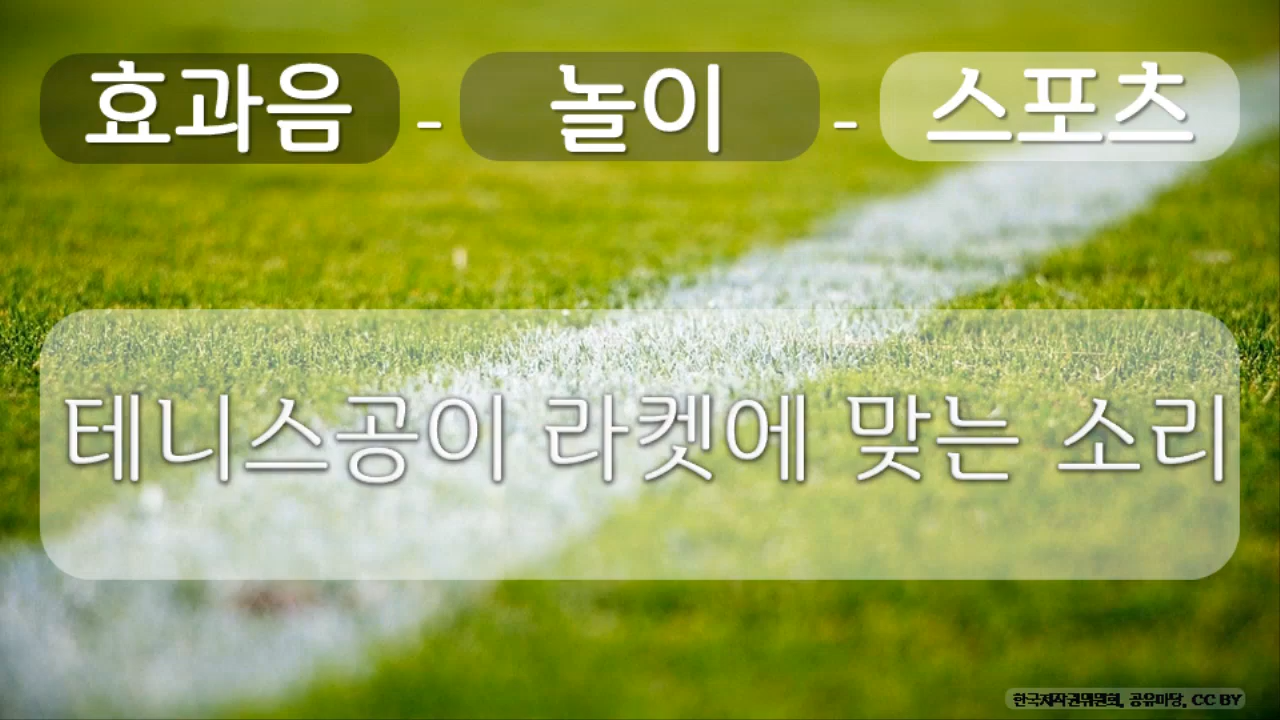 효과음 - 놀이 - 스포츠
테니스공이 라켓에 맞는 소리
한국저작권위원회, 공유마당, CC BY